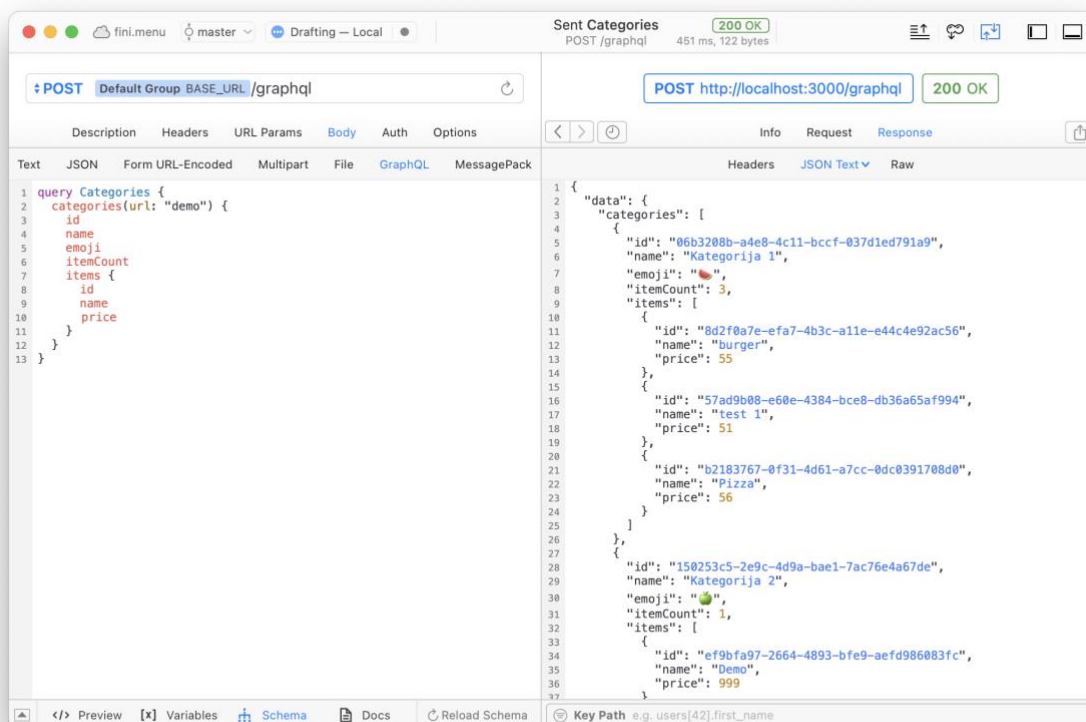 fini.menu master Drafting — Local
Sent Categories
POST /graphql
200 OK
451 ms, 122 bytes
POST Default Group BASE_URL /graphql
Description Headers URL Params Body Auth Options
Text JSON Form URL-Encoded Multipart File GraphQL MessagePack
1 query Categories {
2 categories(url: "demo") {
3 id
4 name
5 emoji
6 itemCount
7 items {
8 id
9 name
10 price
11 }
12 }
13 }
</> Preview [x] Variables Schema Docs Reload Schema
POST http://localhost:3000/graphql 200 OK
Info Request Response
Headers JSON Text Raw
1 {
2 "data": {
3 "categories": [
4 {
5 "id": "06b3208b-a4e8-4c11-bccf-037d1ed791a9",
6 "name": "Kategorija 1",
7 "emoji": "🍉",
8 "itemCount": 3,
9 "items": [
10 {
11 "id": "8d2f0a7e-efa7-4b3c-a11e-e44c4e92ac56",
12 "name": "burger",
13 "price": 55
14 },
15 {
16 "id": "57ad9b08-e60e-4384-bce8-db36a65af994",
17 "name": "test 1",
18 "price": 51
19 },
20 {
21 "id": "b2183767-0f31-4d61-a7cc-0dc0391708d0",
22 "name": "Pizza",
23 "price": 56
24 }
25 ]
26 },
27 {
28 "id": "150253c5-2e9c-4d9a-bae1-7ac76e4a67de",
29 "name": "Kategorija 2",
30 "emoji": "🍏",
31 "itemCount": 1,
32 "items": [
33 {
34 "id": "ef9bfa97-2664-4893-bfe9-aefd986083fc",
35 "name": "Demo",
36 "price": 999
37 }
Key Path e.g. users[42].first_name